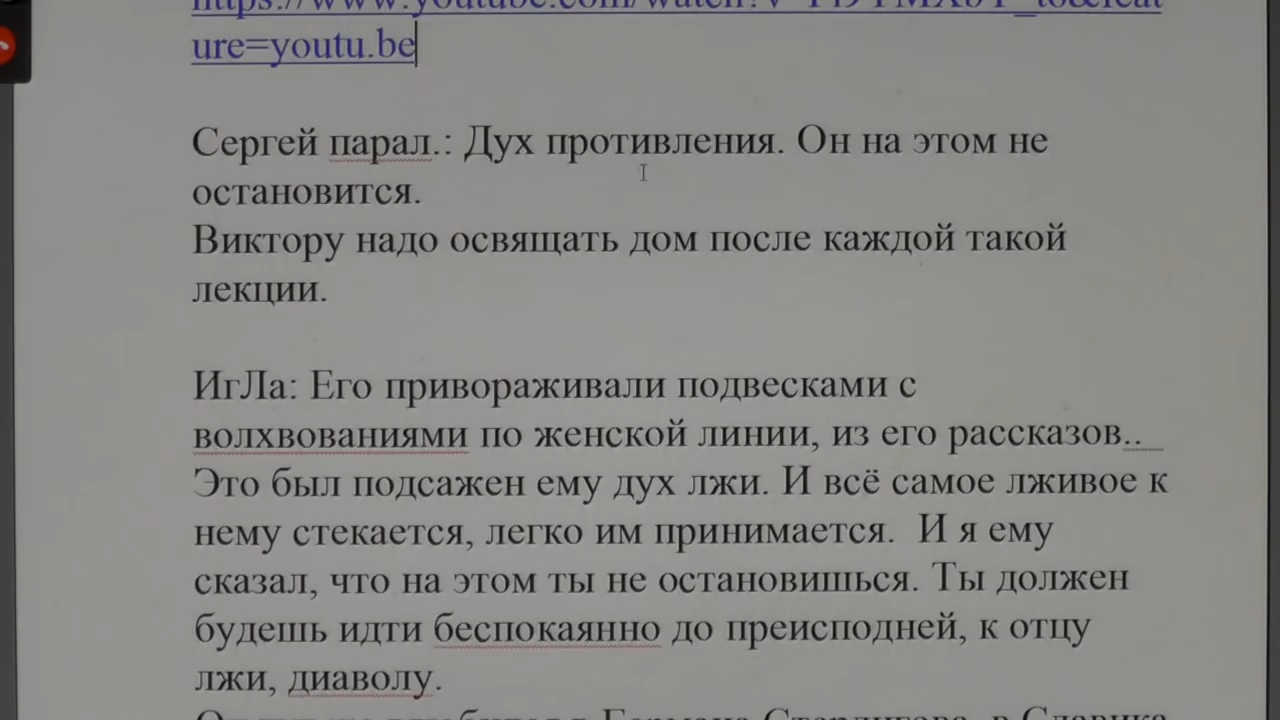 ure=youtu.be
Сергей парал.: Дух противления. Он на этом не
остановится.
Виктору надо освящать дом после каждой такой
лекции.
ИгЛа: Его привораживали подвесками с
волхвованиями по женской линии, из его рассказов..
Это был подсажен ему дух лжи. И всё самое лживое к
нему стекается, легко им принимается.  И я ему
сказал, что на этом ты не остановишься. Ты должен
будешь идти беспокаянно до преисподней, к отцу
лжи, диаволу.